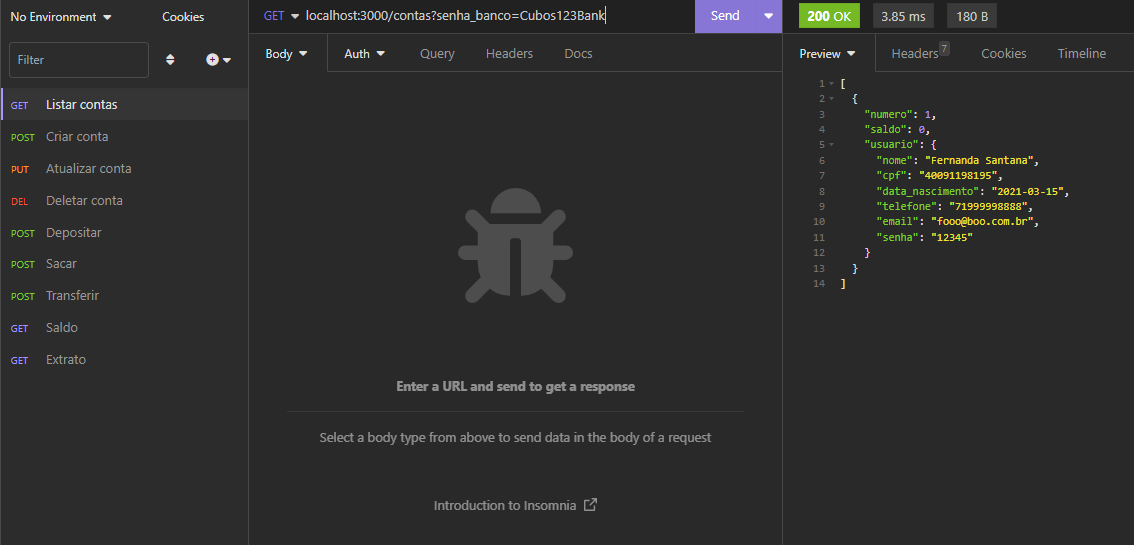 No Environment Cookies
Filter
GET Listar contas
POST Criar conta
PUT Atualizar conta
DEL Deletar conta
POST Depositar
POST Sacar
POST Transferir
GET Saldo
GET Extrato
GET localhost:3000/contas?senha_banco=Cubos123Bank Send
Body Auth Query Headers Docs
Enter a URL and send to get a response
Select a body type from above to send data in the body of a request
Introduction to Insomnia
200 OK 3.85 ms 180 B
Preview Headers 7 Cookies Timeline
1 [
2 {
3 "numero": 1,
4 "saldo": 0,
5 "usuario": {
6 "nome": "Fernanda Santana",
7 "cpf": "40091198195",
8 "data_nascimento": "2021-03-15",
9 "telefone": "71999998888",
10 "email": "fooo@boo.com.br",
11 "senha": "12345"
12 }
13 }
14 ]